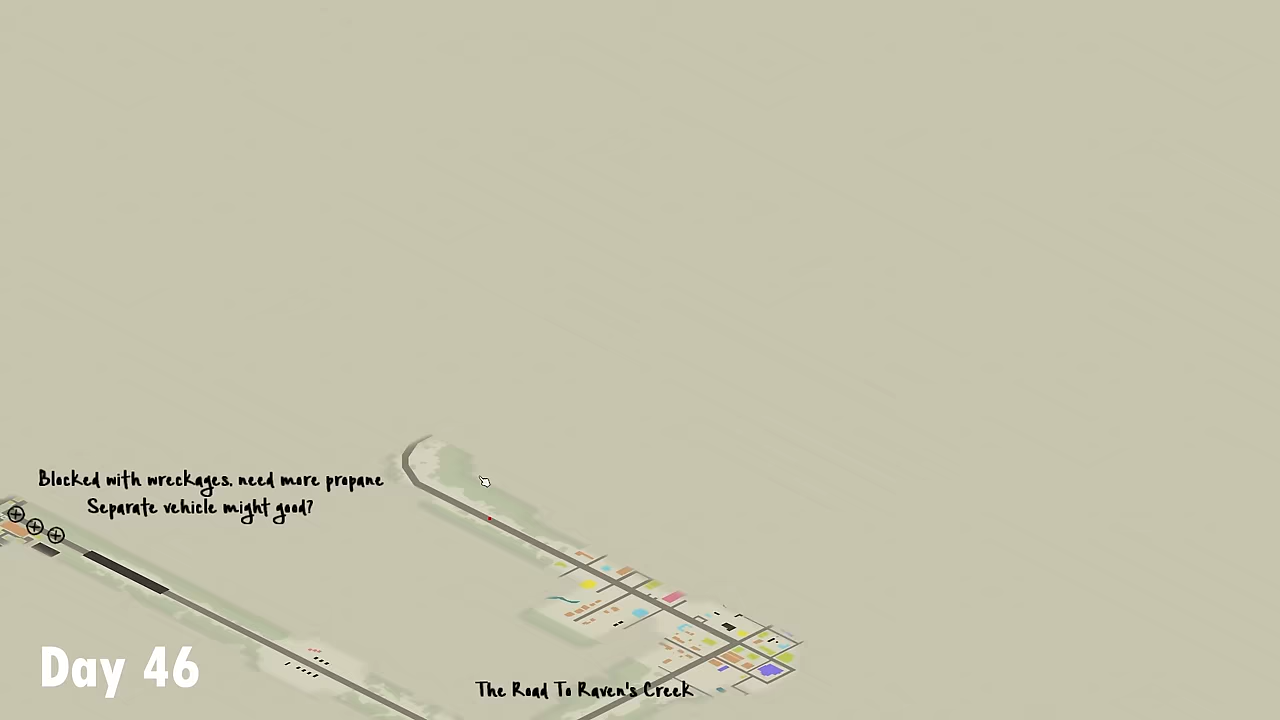 Blocked with wreckages, need more propane
Separate vehicle might good?
Day 46
The Road To Raven's Creek